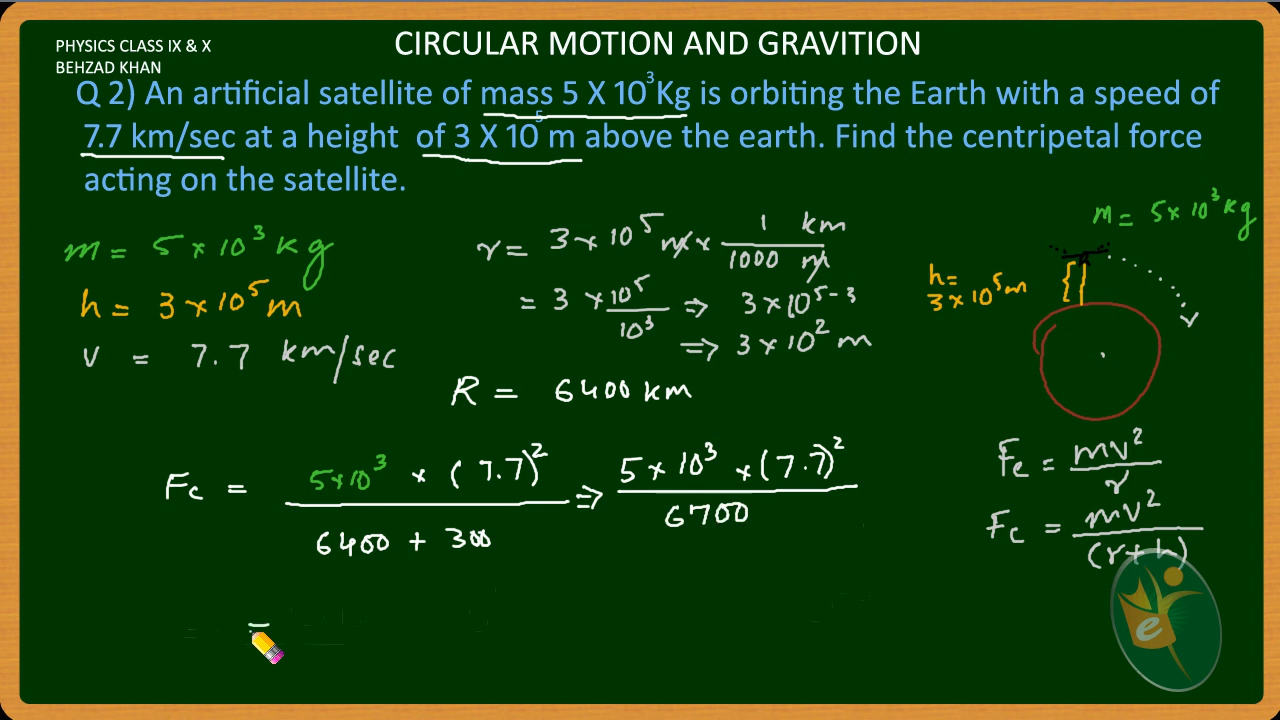 PHYSICS CLASS IX & X
BEHZAD KHAN
CIRCULAR MOTION AND GRAVITION
Q 2) An artificial satellite of mass 5 X 10³Kg is orbiting the Earth with a speed of
7.7 km/sec at a height of 3 X 10⁵ m above the earth. Find the centripetal force
acting on the satellite.
m = 5 × 10³ kg
h = 3 × 10⁵ m
v = 7.7 km/sec
r = 3 × 10⁵ m × 1 km / 1000 m
= 3 × 10⁵ / 10³ ⇒ 3 × 10⁵⁻³
⇒ 3 × 10² m
R = 6400 km
Fc = 5×10³ × (7.7)² / 6400 + 300 ⇒ 5 × 10³ × (7.7)² / 6700
=
m = 5 × 10³ kg
h =
3 × 10⁵ m
Fc = mv² / r
Fc = mv² / (r+h)
e